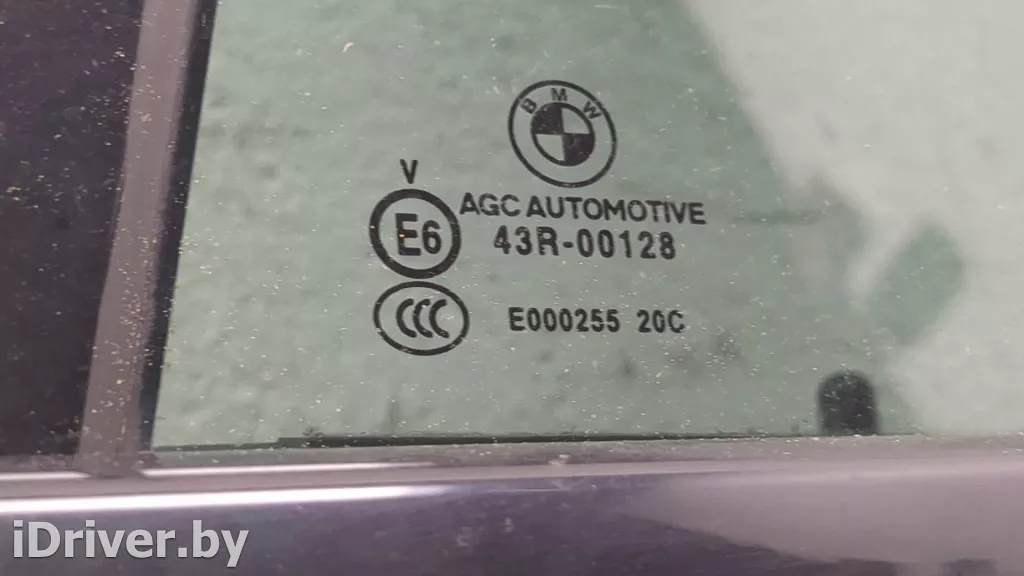 BMW
V
AGC AUTOMOTIVE
E6 43R-00128
CCC E000255 20C
iDriver.by